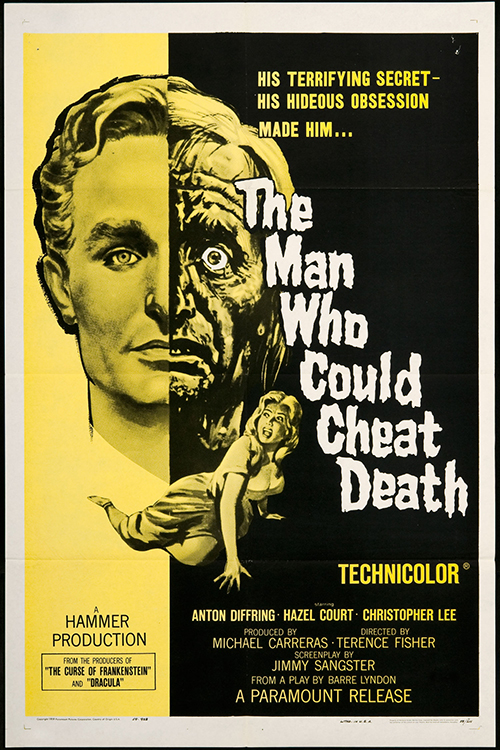 HIS TERRIFYING SECRET–
HIS HIDEOUS OBSESSION
MADE HIM...
The
Man
Who
Could
Cheat
Death
TECHNICOLOR ®
Starring
ANTON DIFFRING · HAZEL COURT · CHRISTOPHER LEE
PRODUCED BY
MICHAEL CARRERAS ·
DIRECTED BY
TERENCE FISHER
SCREENPLAY BY
JIMMY SANGSTER
FROM A PLAY BY BARRE LYNDON
A PARAMOUNT RELEASE
A
HAMMER
PRODUCTION
FROM THE PRODUCERS OF
"THE CURSE OF FRANKENSTEIN"
AND "DRACULA"